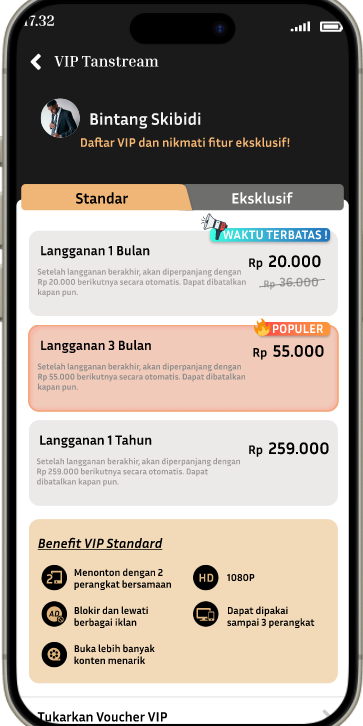 17.32
VIP Tanstream
Bintang Skibidi
Daftar VIP dan nikmati fitur eksklusif!
Standar
Eksklusif
WAKTU TERBATAS !
Langganan 1 Bulan
Rp 20.000
Setelah langganan berakhir, akan diperpanjang dengan
Rp 20.000 berikutnya secara otomatis. Dapat dibatalkan
kapan pun.
Rp 36.000
POPULER
Langganan 3 Bulan
Rp 55.000
Setelah langganan berakhir, akan diperpanjang dengan
Rp 55.000 berikutnya secara otomatis. Dapat dibatalkan
kapan pun.
Langganan 1 Tahun
Rp 259.000
Setelah langganan berakhir, akan diperpanjang dengan
Rp 259.000 berikutnya secara otomatis. Dapat
dibatalkan kapan pun.
Benefit VIP Standard
2
Menonton dengan 2
perangkat bersamaan
HD
1080P
AD
Blokir dan lewati
berbagai iklan
Dapat dipakai
sampai 3 perangkat
Buka lebih banyak
konten menarik
Tukarkan Voucher VIP